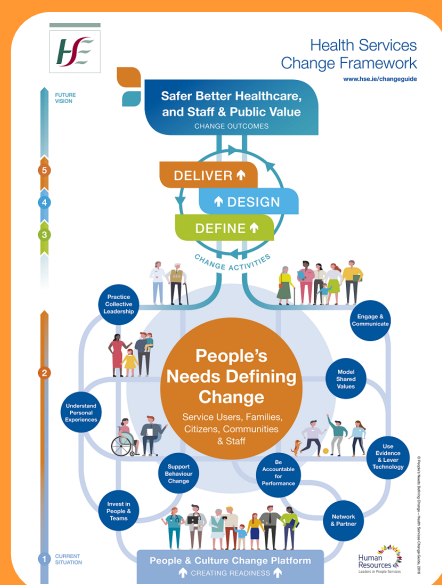 HSE
Health Services
Change Framework
www.hse.ie/changeguide
FUTURE
VISION
Safer Better Healthcare,
and Staff & Public Value
CHANGE OUTCOMES
5
4
3
DELIVER
DESIGN
DEFINE
CHANGE ACTIVITIES
Practice
Collective
Leadership
Engage &
Communicate
2
People's
Needs Defining
Change
Service Users, Families,
Citizens, Communities
& Staff
Model
Shared
Values
Understand
Personal
Experiences
Use
Evidence
& Lever
Technology
Support
Behaviour
Change
Be
Accountable
for
Performance
Invest in
People &
Teams
Network
& Partner
1
CURRENT
SITUATION
People & Culture Change Platform
CREATING READINESS
Human
Resources
Leaders in People Services